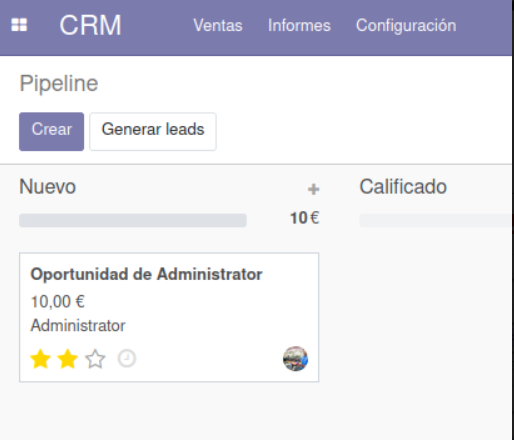 CRM Ventas Informes Configuración
Pipeline
Crear Generar leads
Nuevo + Calificado
10 €
Oportunidad de Administrator
10,00 €
Administrator